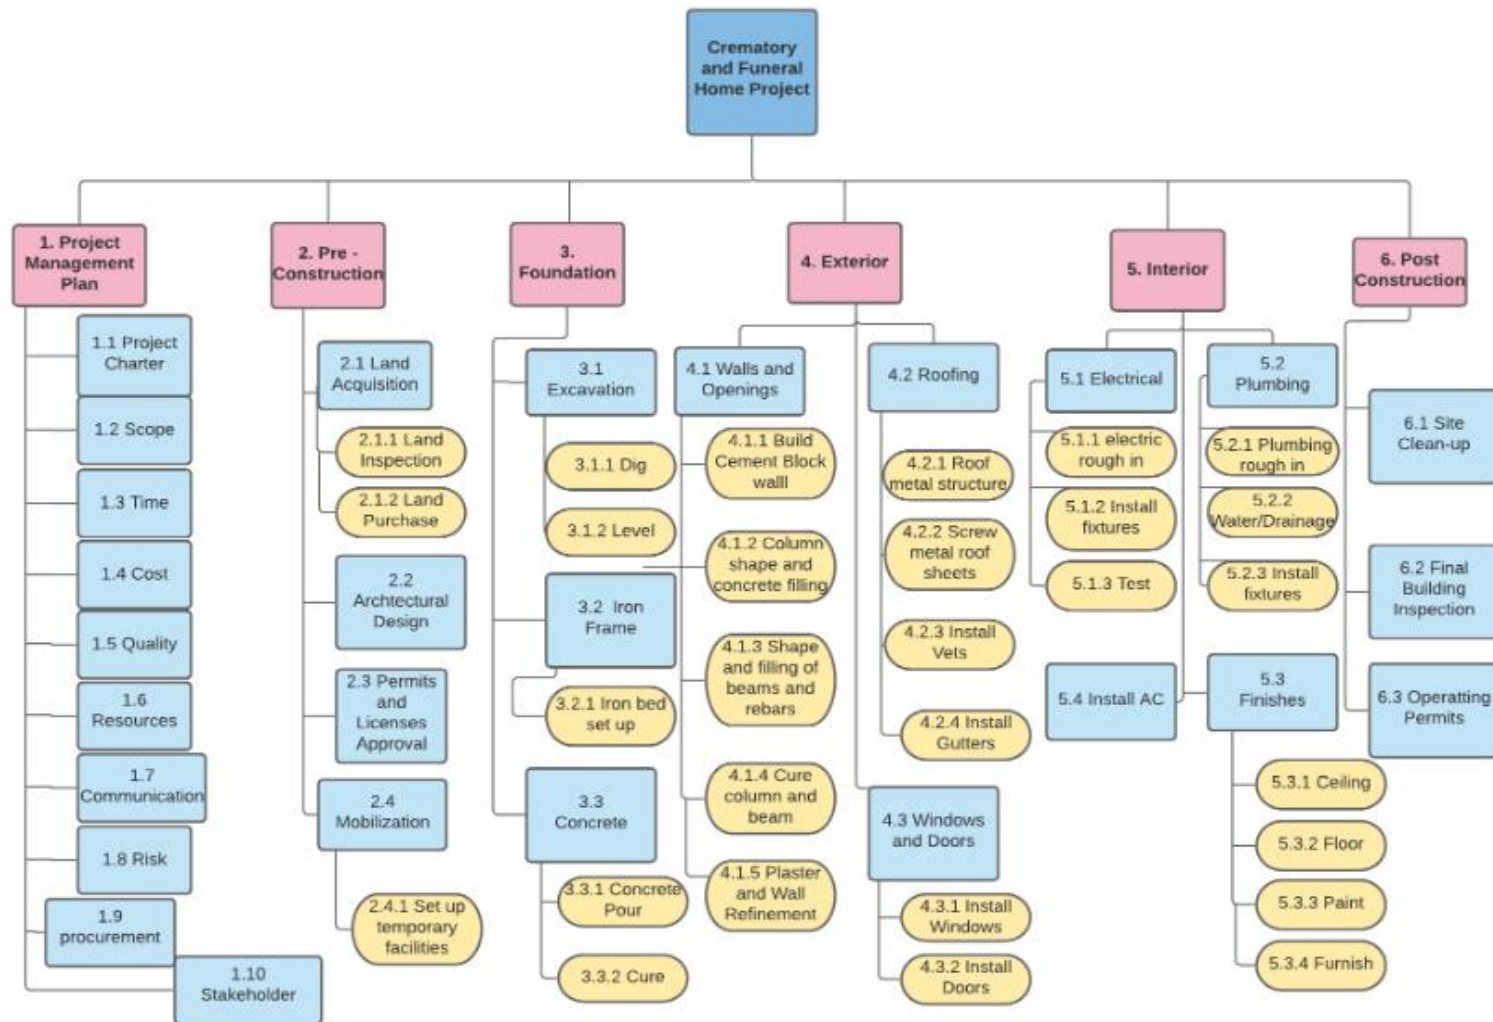 Crematory
and Funeral
Home Project
1. Project
Management
Plan
1.1 Project
Charter
1.2 Scope
1.3 Time
1.4 Cost
1.5 Quality
1.6
Resources
1.7
Communication
1.8 Risk
1.9
procurement
1.10
Stakeholder
2. Pre -
Construction
2.1 Land
Acquisition
2.1.1 Land
Inspection
2.1.2 Land
Purchase
2.2
Archtectural
Design
2.3 Permits
and
Licenses
Approval
2.4
Mobilization
2.4.1 Set up
temporary
facilities
3.
Foundation
3.1
Excavation
3.1.1 Dig
3.1.2 Level
3.2 Iron
Frame
3.2.1 Iron bed
set up
3.3
Concrete
3.3.1 Concrete
Pour
3.3.2 Cure
4. Exterior
4.1 Walls and
Openings
4.1.1 Build
Cement Block
walll
4.1.2 Column
shape and
concrete filling
4.1.3 Shape
and filling of
beams and
rebars
4.1.4 Cure
column and
beam
4.1.5 Plaster
and Wall
Refinement
4.2 Roofing
4.2.1 Roof
metal structure
4.2.2 Screw
metal roof
sheets
4.2.3 Install
Vets
4.2.4 Install
Gutters
4.3 Windows
and Doors
4.3.1 Install
Windows
4.3.2 Install
Doors
5. Interior
5.1 Electrical
5.1.1 electric
rough in
5.1.2 Install
fixtures
5.1.3 Test
5.2
Plumbing
5.2.1 Plumbing
rough in
5.2.2
Water/Drainage
5.2.3 Install
fixtures
5.4 Install AC
5.3
Finishes
5.3.1 Ceiling
5.3.2 Floor
5.3.3 Paint
5.3.4 Furnish
6. Post
Construction
6.1 Site
Clean-up
6.2 Final
Building
Inspection
6.3 Operatting
Permits